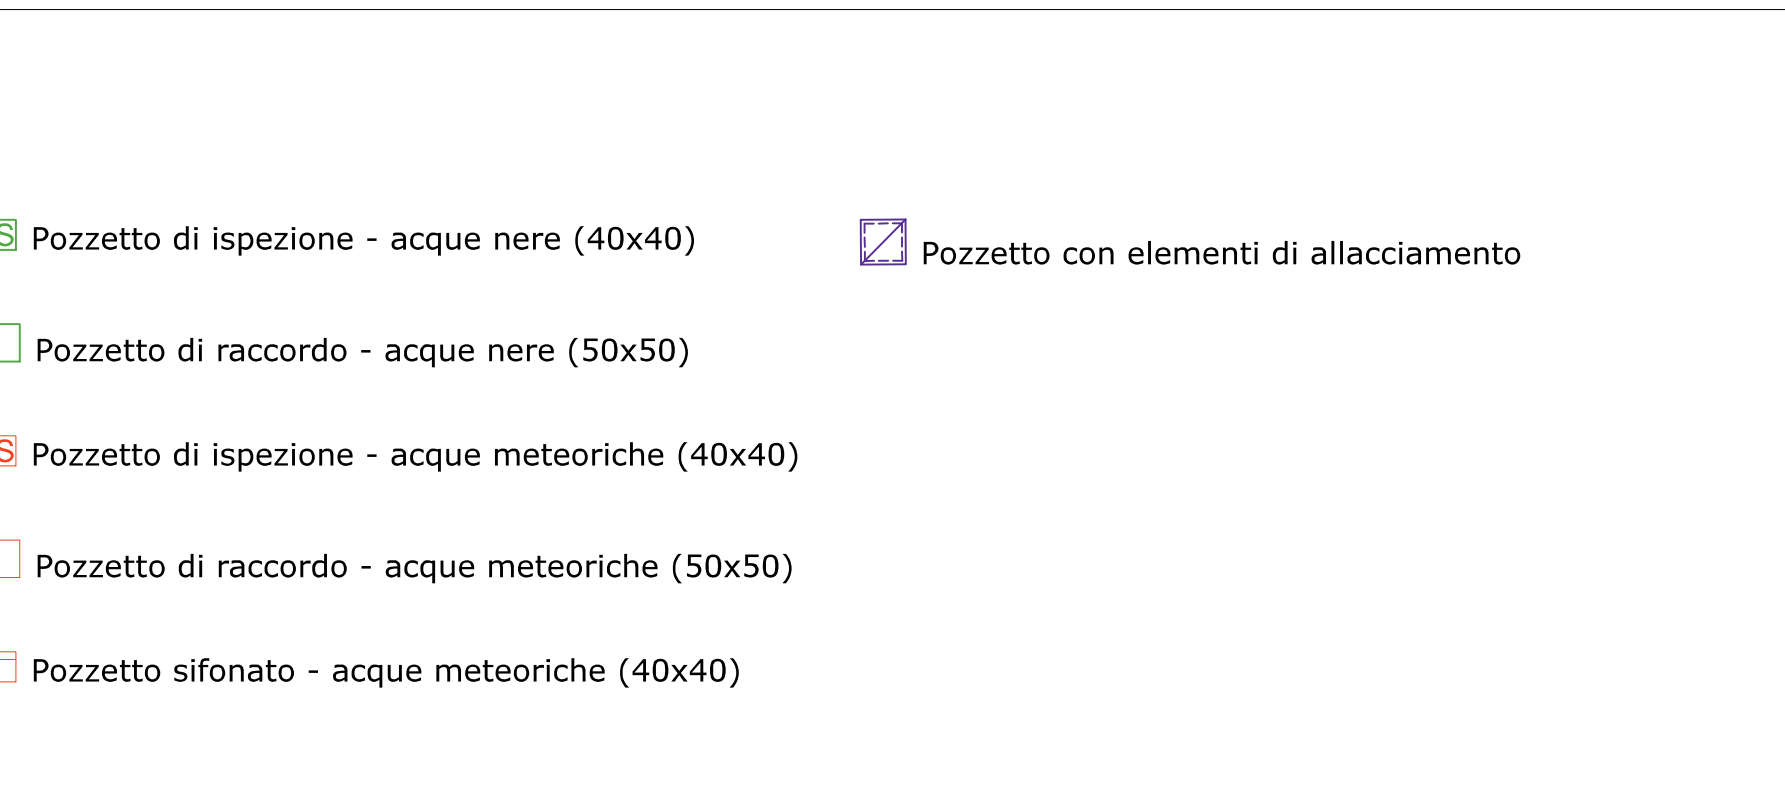 S Pozzetto di ispezione - acque nere (40x40)
Pozzetto di raccordo - acque nere (50x50)
S Pozzetto di ispezione - acque meteoriche (40x40)
Pozzetto di raccordo - acque meteoriche (50x50)
Pozzetto sifonato - acque meteoriche (40x40)
Pozzetto con elementi di allacciamento